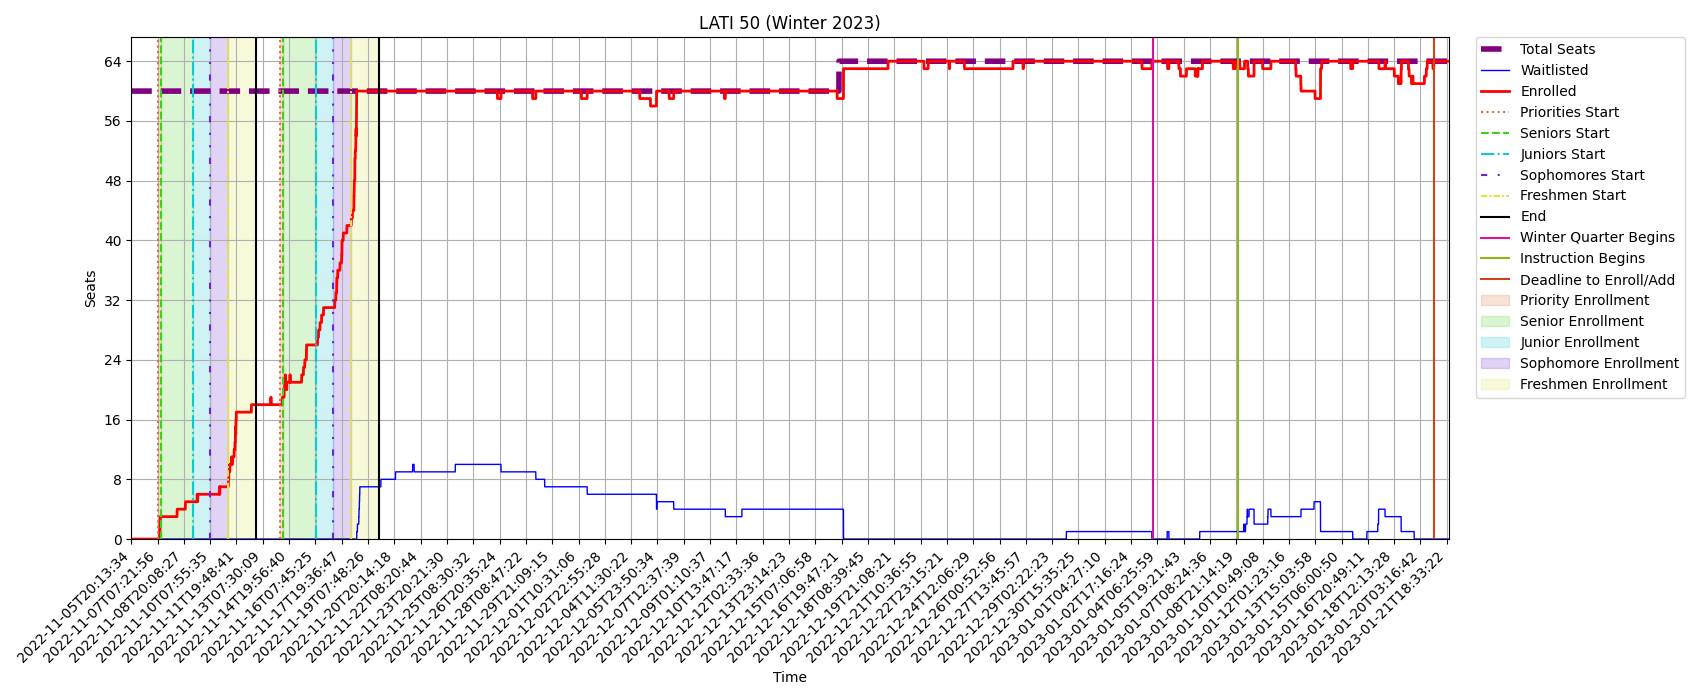 LATI 50 (Winter 2023)
64
56
48
40
32
24
16
8
0
Seats
2022-11-05T20:13:34
2022-11-07T07:21:56
2022-11-08T20:08:27
2022-11-10T07:55:35
2022-11-11T19:48:41
2022-11-13T07:30:09
2022-11-14T19:56:40
2022-11-16T07:45:25
2022-11-17T19:36:47
2022-11-19T07:48:26
2022-11-20T20:14:18
2022-11-22T08:20:44
2022-11-23T20:21:30
2022-11-25T08:30:32
2022-11-26T20:35:24
2022-11-28T08:47:22
2022-11-29T21:09:15
2022-12-01T10:31:06
2022-12-02T22:55:28
2022-12-04T11:30:22
2022-12-05T23:50:34
2022-12-07T12:37:39
2022-12-09T01:10:37
2022-12-10T13:47:17
2022-12-12T02:33:36
2022-12-13T23:14:23
2022-12-15T07:06:58
2022-12-16T19:47:21
2022-12-18T08:39:45
2022-12-19T21:08:21
2022-12-21T10:36:55
2022-12-22T23:15:21
2022-12-24T12:06:29
2022-12-26T00:52:56
2022-12-27T13:45:57
2022-12-29T02:22:23
2022-12-30T15:35:25
2023-01-01T04:27:10
2023-01-02T17:16:24
2023-01-04T06:25:59
2023-01-05T19:21:43
2023-01-07T08:24:36
2023-01-08T21:14:19
2023-01-10T10:49:08
2023-01-12T01:23:16
2023-01-13T15:03:58
2023-01-15T06:00:50
2023-01-16T20:49:11
2023-01-18T12:13:28
2023-01-20T03:16:42
2023-01-21T18:33:22
Time
Total Seats
Waitlisted
Enrolled
Priorities Start
Seniors Start
Juniors Start
Sophomores Start
Freshmen Start
End
Winter Quarter Begins
Instruction Begins
Deadline to Enroll/Add
Priority Enrollment
Senior Enrollment
Junior Enrollment
Sophomore Enrollment
Freshmen Enrollment